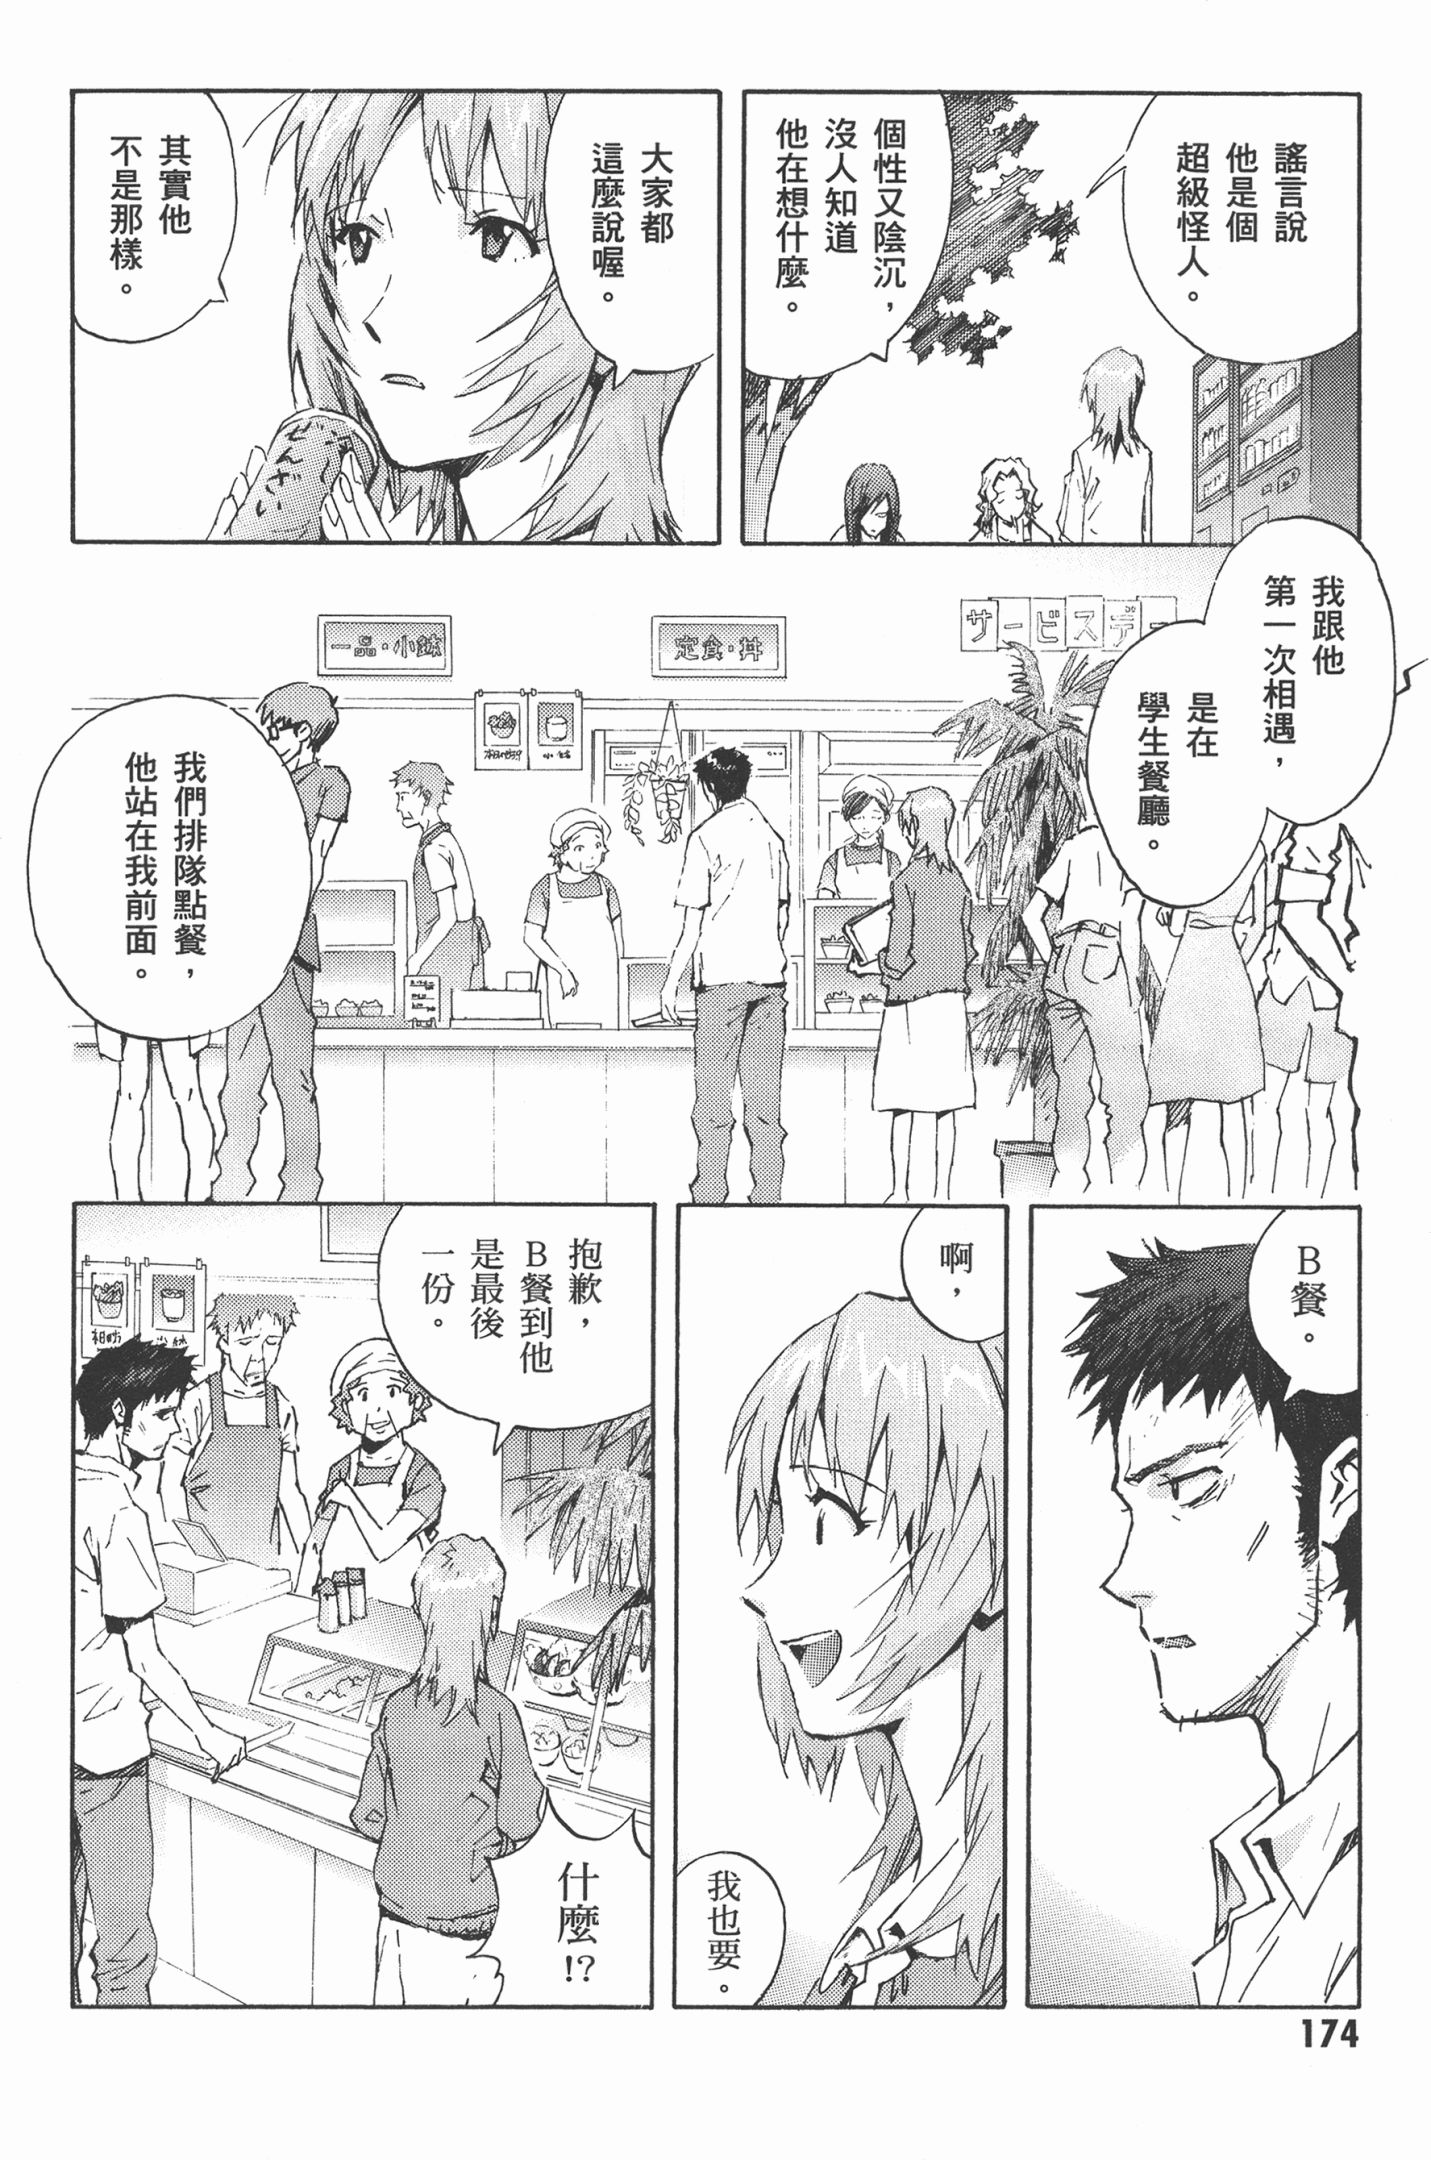 謠言說
他是個
超級怪人。
個性又陰沉，
沒人知道
他在想什麼。
大家都
這麼說喔。
其實他
不是那樣。
ぜんざい
我跟他
第一次相遇，
是在
學生餐廳。
サービスデー
定食・丼
一品・小鉢
我們排隊點餐，
他站在我前面。
B餐。
啊，
我也要。
抱歉，
B餐到他
是最後
一份。
什麼!?
174